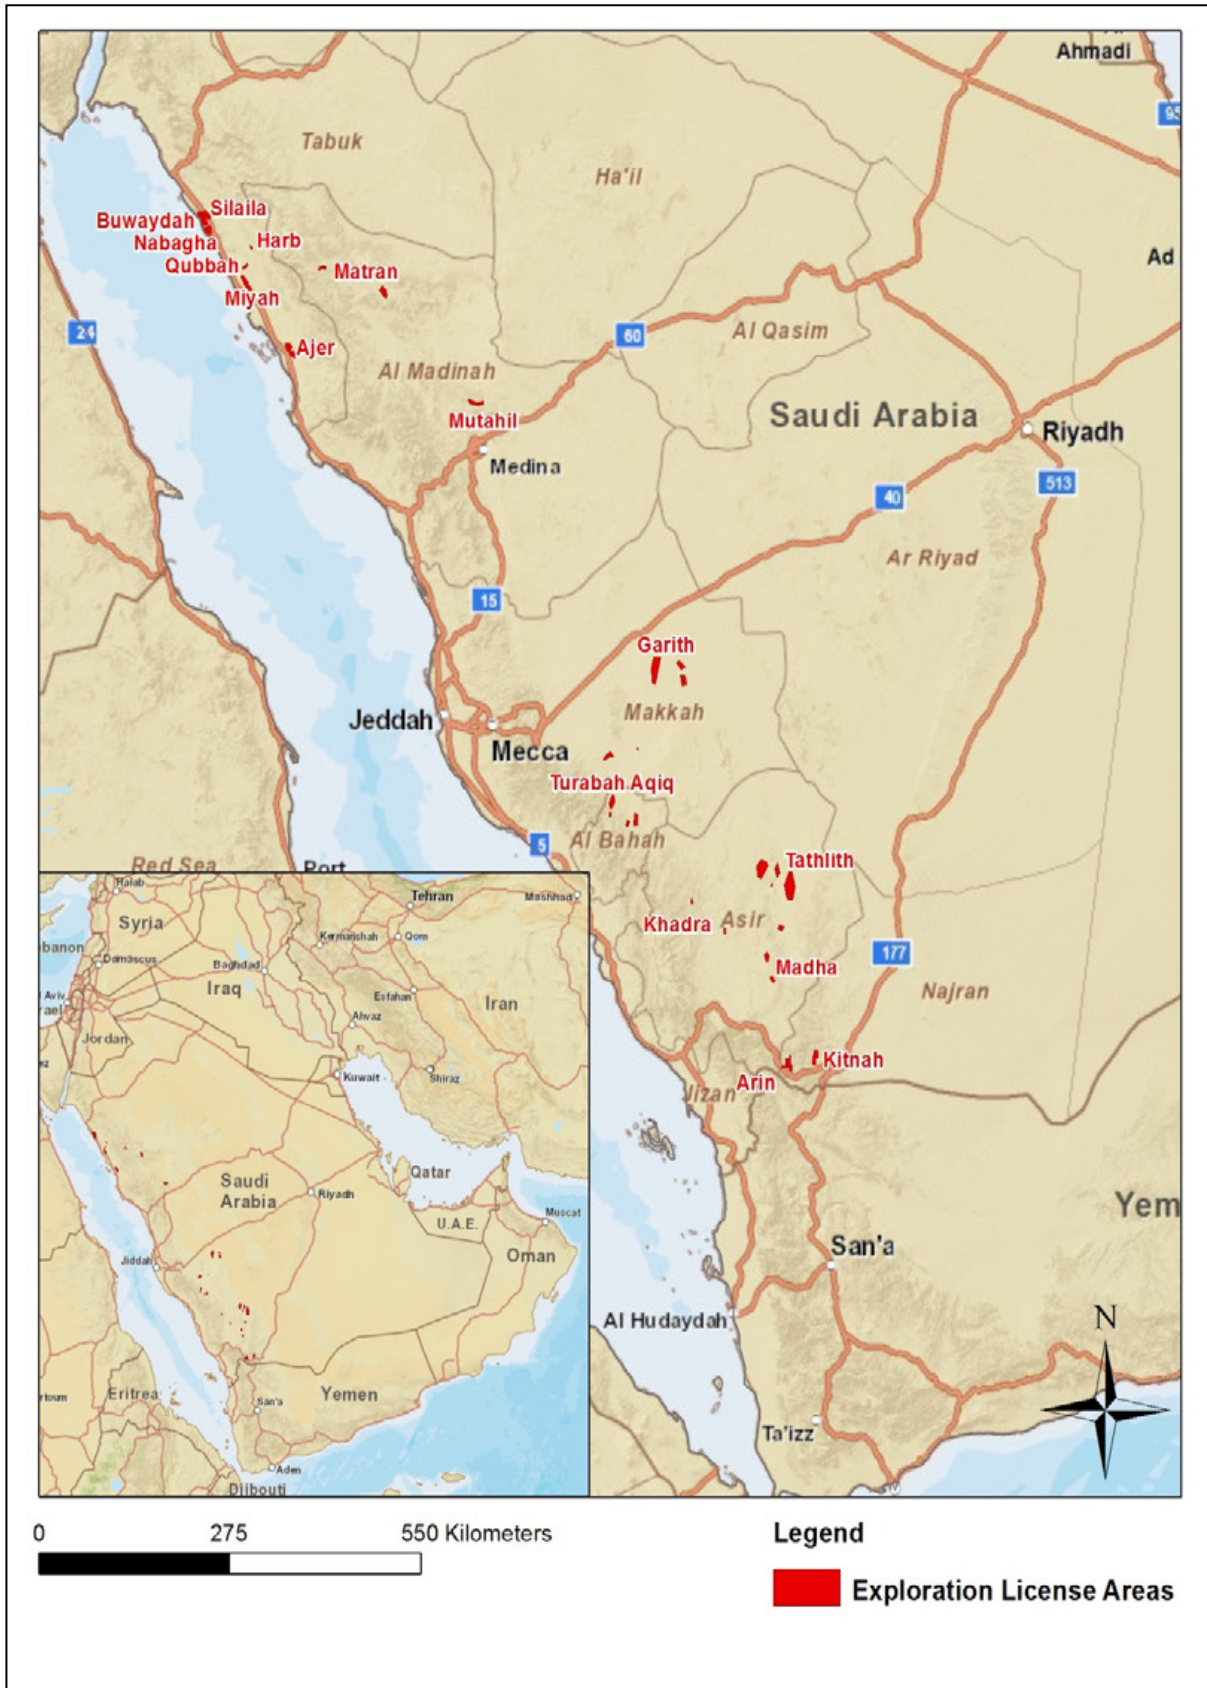 Ahmadi
95
Tabuk
Ha'il
Silaila
Buwaydah
Nabagha
Harb
Qubbah
Matran
Ad
Miyah
24
60
Al Qasim
Ajer
Al Madinah
Mutahil
Saudi Arabia
Riyadh
Medina
513
40
Ar Riyad
15
Garith
Makkah
Jeddah
Mecca
Turabah Aqiq
5
Al Bahah
Red Sea
Port
Tathlith
Khadra
Asir
177
Madha
Najran
Kitnah
Arin
Jizan
Yem
San'a
Al Hudaydah
Ta'izz
N
Halab
Tehran
Mashhad
Syria
Kermanshah
Qom
ebanon
Damascus
Baghdad
Iraq
Esfahan
Iran
l Aviv
rael
Ahvaz
Jordan
ez
Kuwait
Shiraz
Saudi
Arabia
Qatar
Riyadh
U.A.E.
Muscat
Oman
Jiddah
Eritrea
Yemen
rtoum
San'a
Aden
Djibouti
0 275 550 Kilometers
Legend
Exploration License Areas